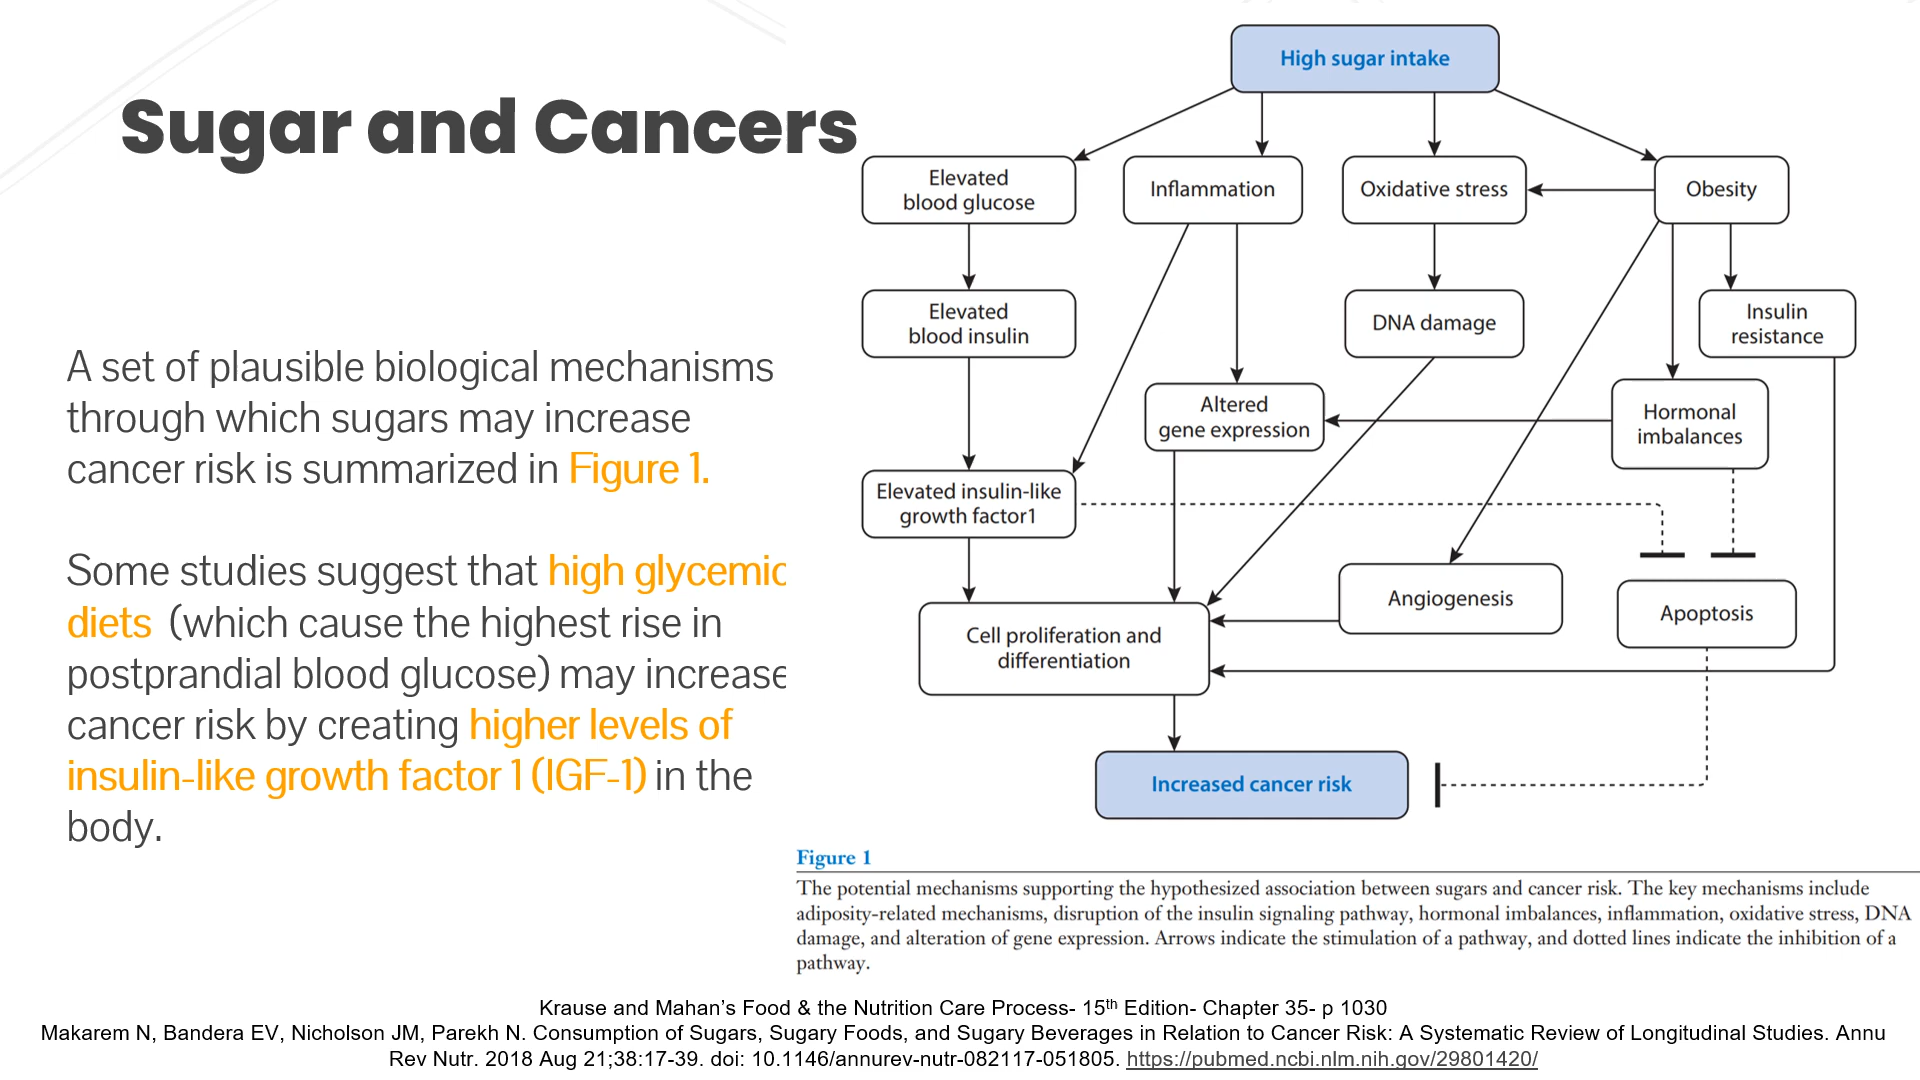 Sugar and Cancers
A set of plausible biological mechanisms
through which sugars may increase
cancer risk is summarized in Figure 1.
Some studies suggest that high glycemic
diets (which cause the highest rise in
postprandial blood glucose) may increase
cancer risk by creating higher levels of
insulin-like growth factor 1 (IGF-1) in the
body.
High sugar intake
Elevated
blood glucose
Inflammation
Oxidative stress
Obesity
Elevated
blood insulin
DNA damage
Insulin
resistance
Altered
gene expression
Hormonal
imbalances
Elevated insulin-like
growth factor1
Angiogenesis
Apoptosis
Cell proliferation and
differentiation
Increased cancer risk
Figure 1
The potential mechanisms supporting the hypothesized association between sugars and cancer risk. The key mechanisms include
adiposity-related mechanisms, disruption of the insulin signaling pathway, hormonal imbalances, inflammation, oxidative stress, DNA
damage, and alteration of gene expression. Arrows indicate the stimulation of a pathway, and dotted lines indicate the inhibition of a
pathway.
Krause and Mahan’s Food & the Nutrition Care Process- 15th Edition- Chapter 35- p 1030
Makarem N, Bandera EV, Nicholson JM, Parekh N. Consumption of Sugars, Sugary Foods, and Sugary Beverages in Relation to Cancer Risk: A Systematic Review of Longitudinal Studies. Annu
Rev Nutr. 2018 Aug 21;38:17-39. doi: 10.1146/annurev-nutr-082117-051805. https://pubmed.ncbi.nlm.nih.gov/29801420/